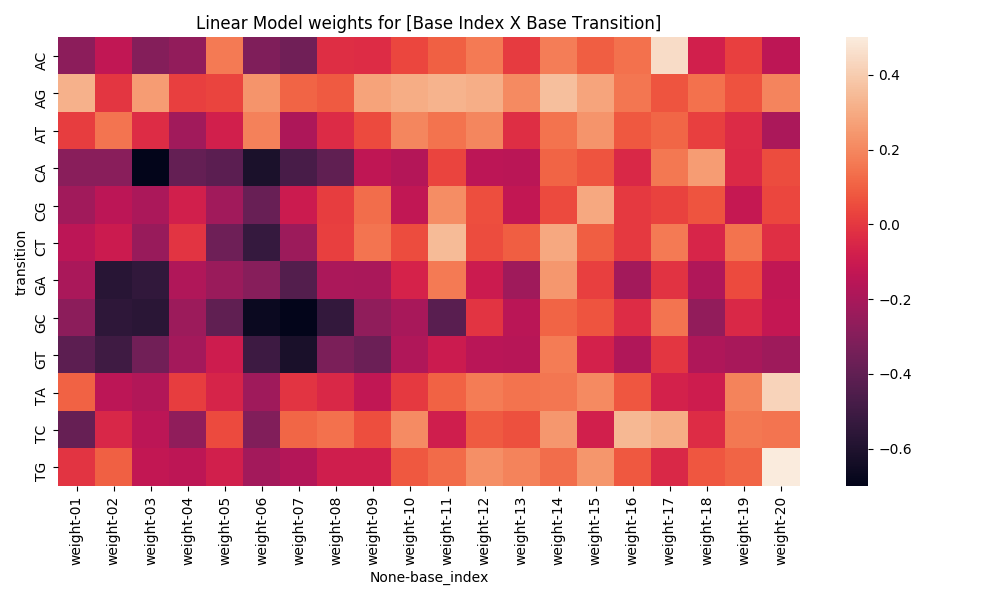 Linear Model weights for [Base Index X Base Transition]
transition
AC
AG
AT
CA
CG
CT
GA
GC
GT
TA
TC
TG
weight-01
weight-02
weight-03
weight-04
weight-05
weight-06
weight-07
weight-08
weight-09
weight-10
weight-11
weight-12
weight-13
weight-14
weight-15
weight-16
weight-17
weight-18
weight-19
weight-20
None-base_index
0.4
0.2
0.0
−0.2
−0.4
−0.6